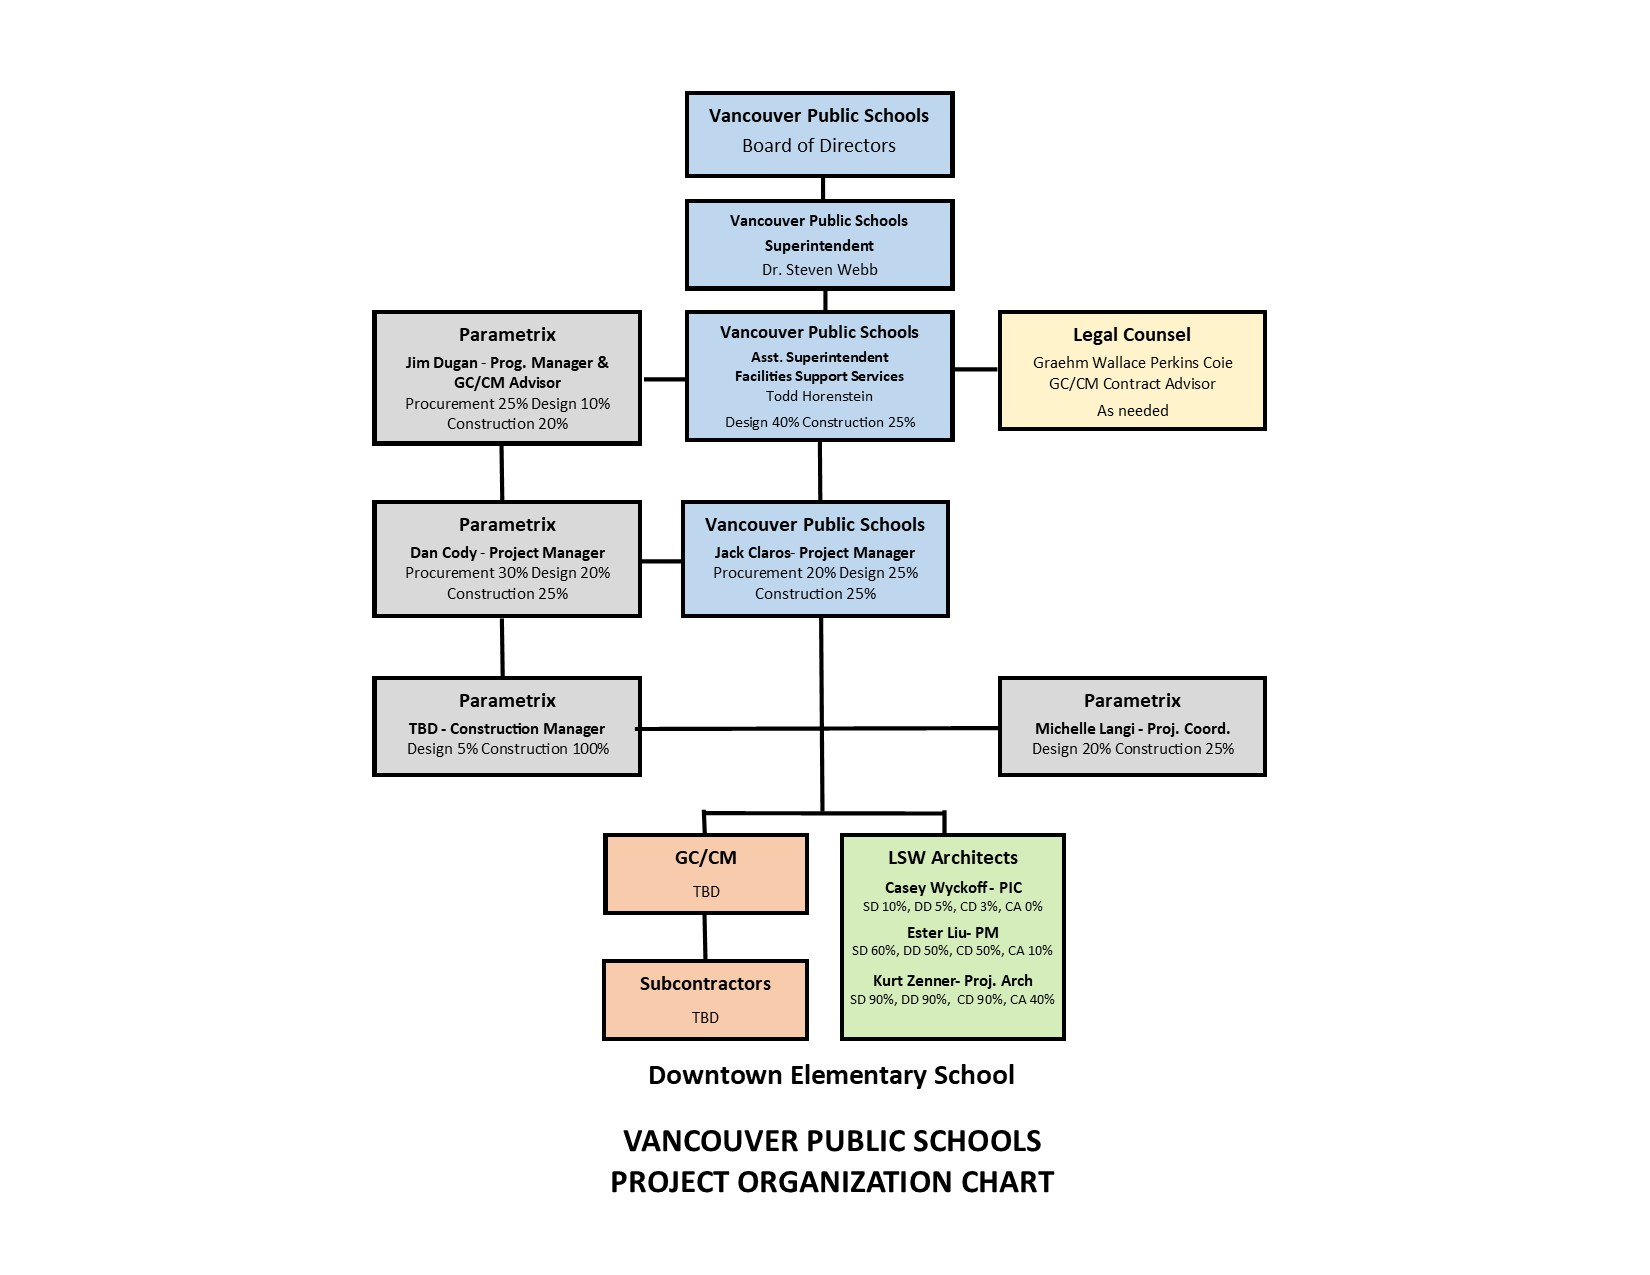 Vancouver Public Schools
Board of Directors
Vancouver Public Schools
Superintendent
Dr. Steven Webb
Parametrix
Jim Dugan - Prog. Manager &
GC/CM Advisor
Procurement 25% Design 10%
Construction 20%
Vancouver Public Schools
Asst. Superintendent
Facilities Support Services
Todd Horenstein
Design 40% Construction 25%
Legal Counsel
Graehm Wallace Perkins Coie
GC/CM Contract Advisor
As needed
Parametrix
Dan Cody - Project Manager
Procurement 30% Design 20%
Construction 25%
Vancouver Public Schools
Jack Claros- Project Manager
Procurement 20% Design 25%
Construction 25%
Parametrix
TBD - Construction Manager
Design 5% Construction 100%
Parametrix
Michelle Langi - Proj. Coord.
Design 20% Construction 25%
GC/CM
TBD
Subcontractors
TBD
LSW Architects
Casey Wyckoff - PIC
SD 10%, DD 5%, CD 3%, CA 0%
Ester Liu- PM
SD 60%, DD 50%, CD 50%, CA 10%
Kurt Zenner- Proj. Arch
SD 90%, DD 90%,  CD 90%, CA 40%
Downtown Elementary School
VANCOUVER PUBLIC SCHOOLS
PROJECT ORGANIZATION CHART